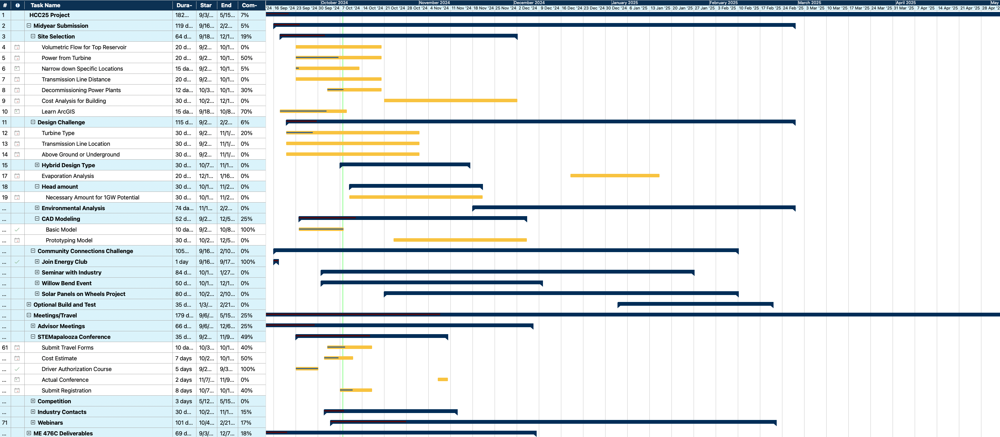 # Task Name Dura- Star End Com-
October 2024 November 2024 December 2024 January 2025 February 2025 March 2025 April 2025 May
'24 16 Sep '24 23 Sep '24 30 Sep '24 7 Oct '24 14 Oct '24 21 Oct '24 28 Oct '24 4 Nov '24 11 Nov '24 18 Nov '24 25 Nov '24 2 Dec '24 9 Dec '24 16 Dec '24 23 Dec '24 30 Dec '24 6 Jan '25 13 Jan '25 20 Jan '25 27 Jan '25 3 Feb '25 10 Feb '25 17 Feb '25 24 Feb '25 3 Mar '25 10 Mar '25 17 Mar '25 24 Mar '25 31 Mar '25 7 Apr '25 14 Apr '25 21 Apr '25 28 Apr '2
1 HCC25 Project 182... 9/3/... 5/15... 7%
2 Midyear Submission 119 d... 9/16... 2/2... 5%
3 Site Selection 64 d... 9/18... 12/1... 19%
4 Volumetric Flow for Top Reservoir 20 d... 9/2... 10/1... 0%
5 Power from Turbine 20 d... 9/2... 10/1... 50%
6 Narrow down Specific Locations 15 da... 9/2... 10/1... 5%
7 Transmission Line Distance 20 d... 9/2... 10/1... 0%
8 Decommissioning Power Plants 12 da... 10/3... 10/1... 30%
9 Cost Analysis for Building 30 d... 10/2... 12/1... 0%
10 Learn ArcGIS 15 da... 9/18... 10/8... 70%
11 Design Challenge 115 d... 9/2... 2/2... 6%
12 Turbine Type 30 d... 9/2... 11/1/... 20%
13 Transmission Line Location 30 d... 9/2... 11/1/... 0%
14 Above Ground or Underground 30 d... 9/2... 11/1/... 0%
15 Hybrid Design Type 30 d... 10/7... 11/1... 0%
17 Evaporation Analysis 20 d... 12/1... 1/16... 0%
18 Head amount 30 d... 10/1... 11/2... 0%
19 Necessary Amount for 1GW Potential 30 d... 10/1... 11/2... 0%
... Environmental Analysis 74 da... 11/1... 2/2... 0%
... CAD Modeling 52 d... 9/2... 12/5... 25%
... Basic Model 10 da... 9/2... 10/8... 100%
... Prototyping Model 30 d... 10/2... 12/5... 0%
... Community Connections Challenge 105... 9/16... 2/10... 0%
... Join Energy Club 1 day 9/16... 9/17... 100%
... Seminar with Industry 84 d... 10/1... 1/27... 0%
... Willow Bend Event 50 d... 10/1... 12/1... 0%
... Solar Panels on Wheels Project 80 d... 10/2... 2/10... 0%
... Optional Build and Test 35 d... 1/3/... 2/21... 0%
... Meetings/Travel 179 d... 9/6/... 5/15... 25%
... Advisor Meetings 66 d... 9/6/... 12/6... 25%
... STEMapalooza Conference 35 d... 9/2... 11/9... 49%
61 Submit Travel Forms 10 da... 10/3... 10/1... 40%
... Cost Estimate 7 days 10/2... 10/1... 50%
... Driver Authorization Course 5 days 9/2... 9/3... 100%
... Actual Conference 2 days 11/7/... 11/9... 0%
... Submit Registration 8 days 10/7... 10/1... 40%
... Competition 3 days 5/12... 5/15... 0%
... Industry Contacts 30 d... 10/2... 11/1... 15%
71 Webinars 101 d... 10/4... 2/21... 17%
... ME 476C Deliverables 69 d... 9/3/... 12/7... 18%